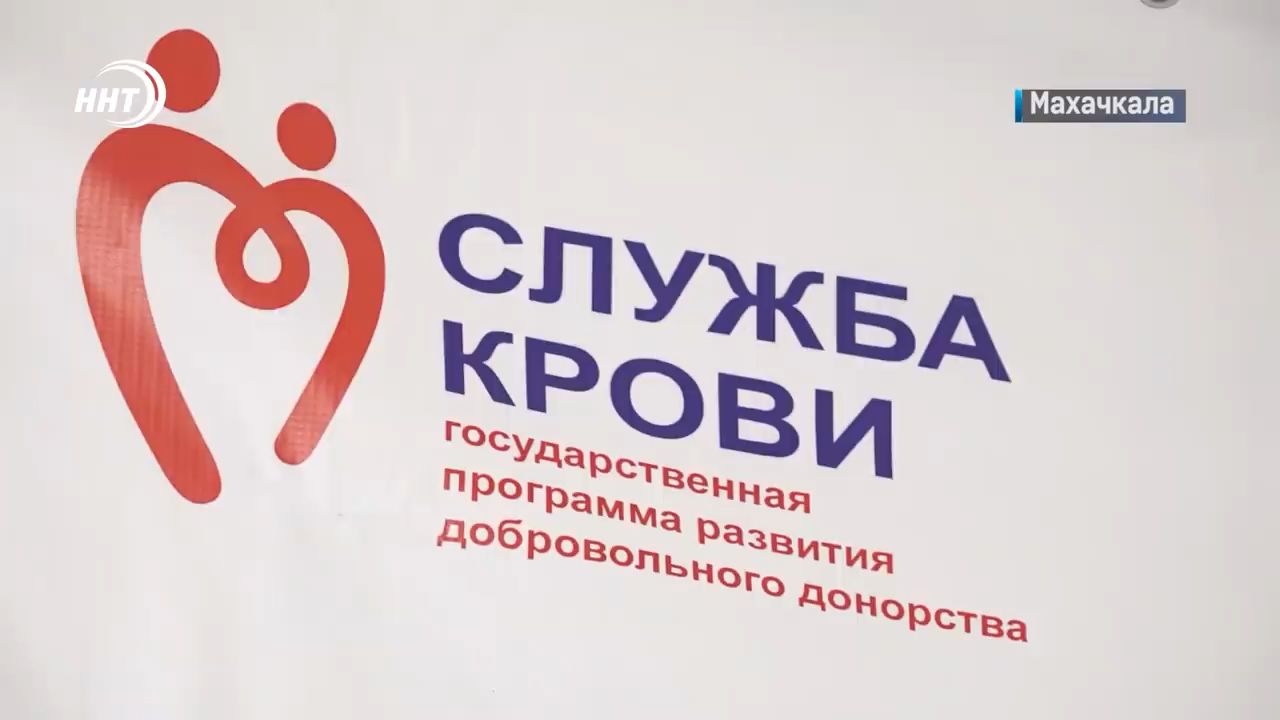 ННТ
Махачкала
СЛУЖБА
КРОВИ
государственная
программа развития
добровольного донорства